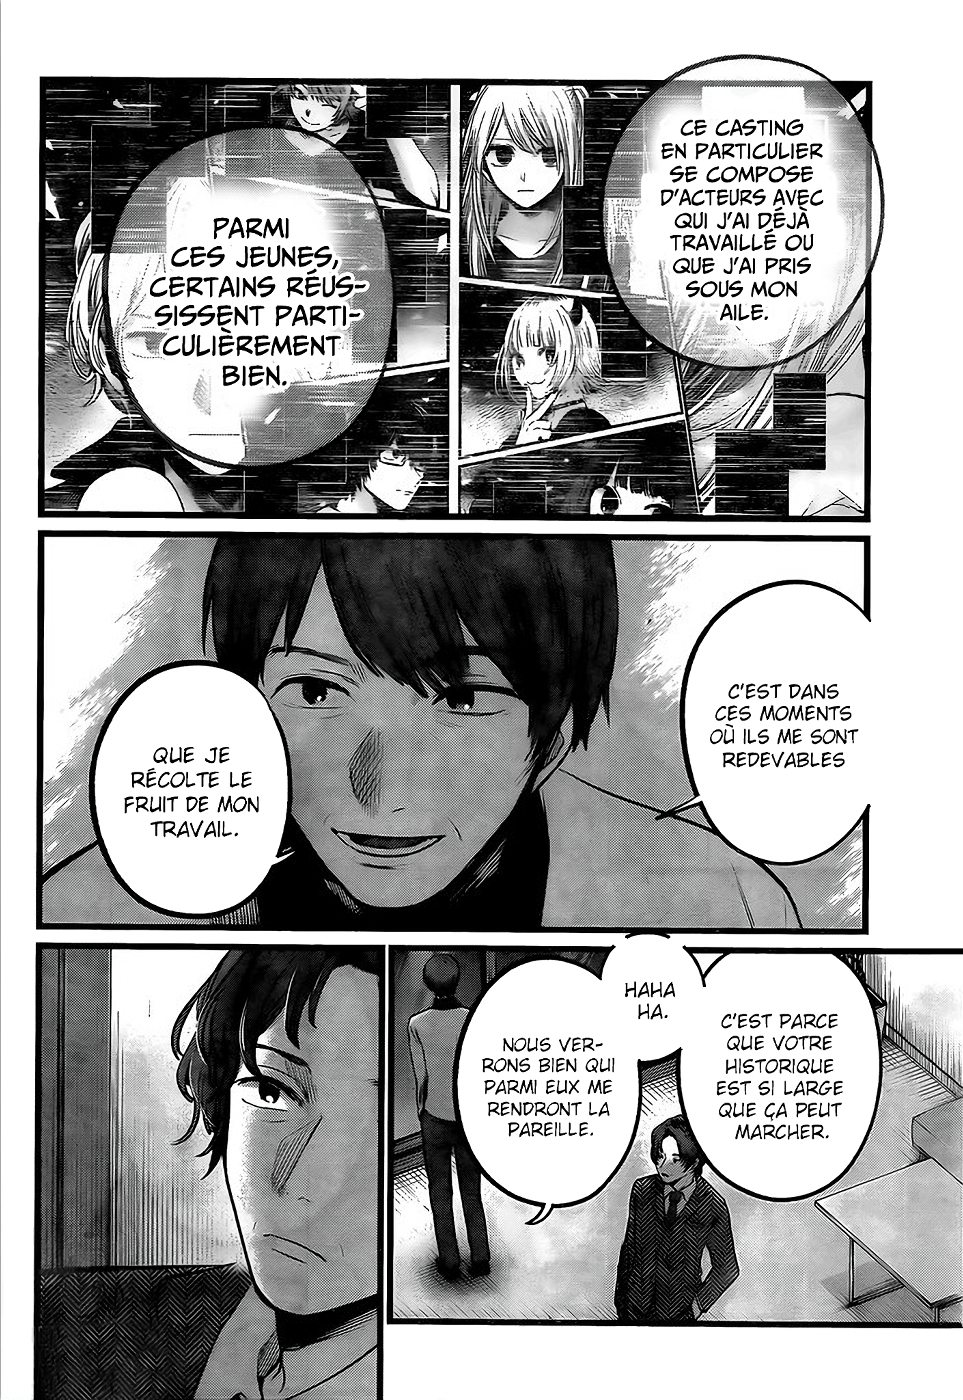 CE CASTING
EN PARTICULIER
SE COMPOSE
D'ACTEURS AVEC
QUI J'AI DÉJÀ
TRAVAILLÉ OU
QUE J'AI PRIS
SOUS MON
AILE.
PARMI
CES JEUNES,
CERTAINS RÉUS-
SISSENT PARTI-
CULIÈREMENT
BIEN.
C'EST DANS
CES MOMENTS
OÙ ILS ME SONT
REDEVABLES
QUE JE
RÉCOLTE LE
FRUIT DE MON
TRAVAIL.
C'EST PARCE
QUE VOTRE
HISTORIQUE
EST SI LARGE
QUE ÇA PEUT
MARCHER.
HAHA
HA.
NOUS VER-
RONS BIEN QUI
PARMI EUX ME
RENDRONT LA
PAREILLE.